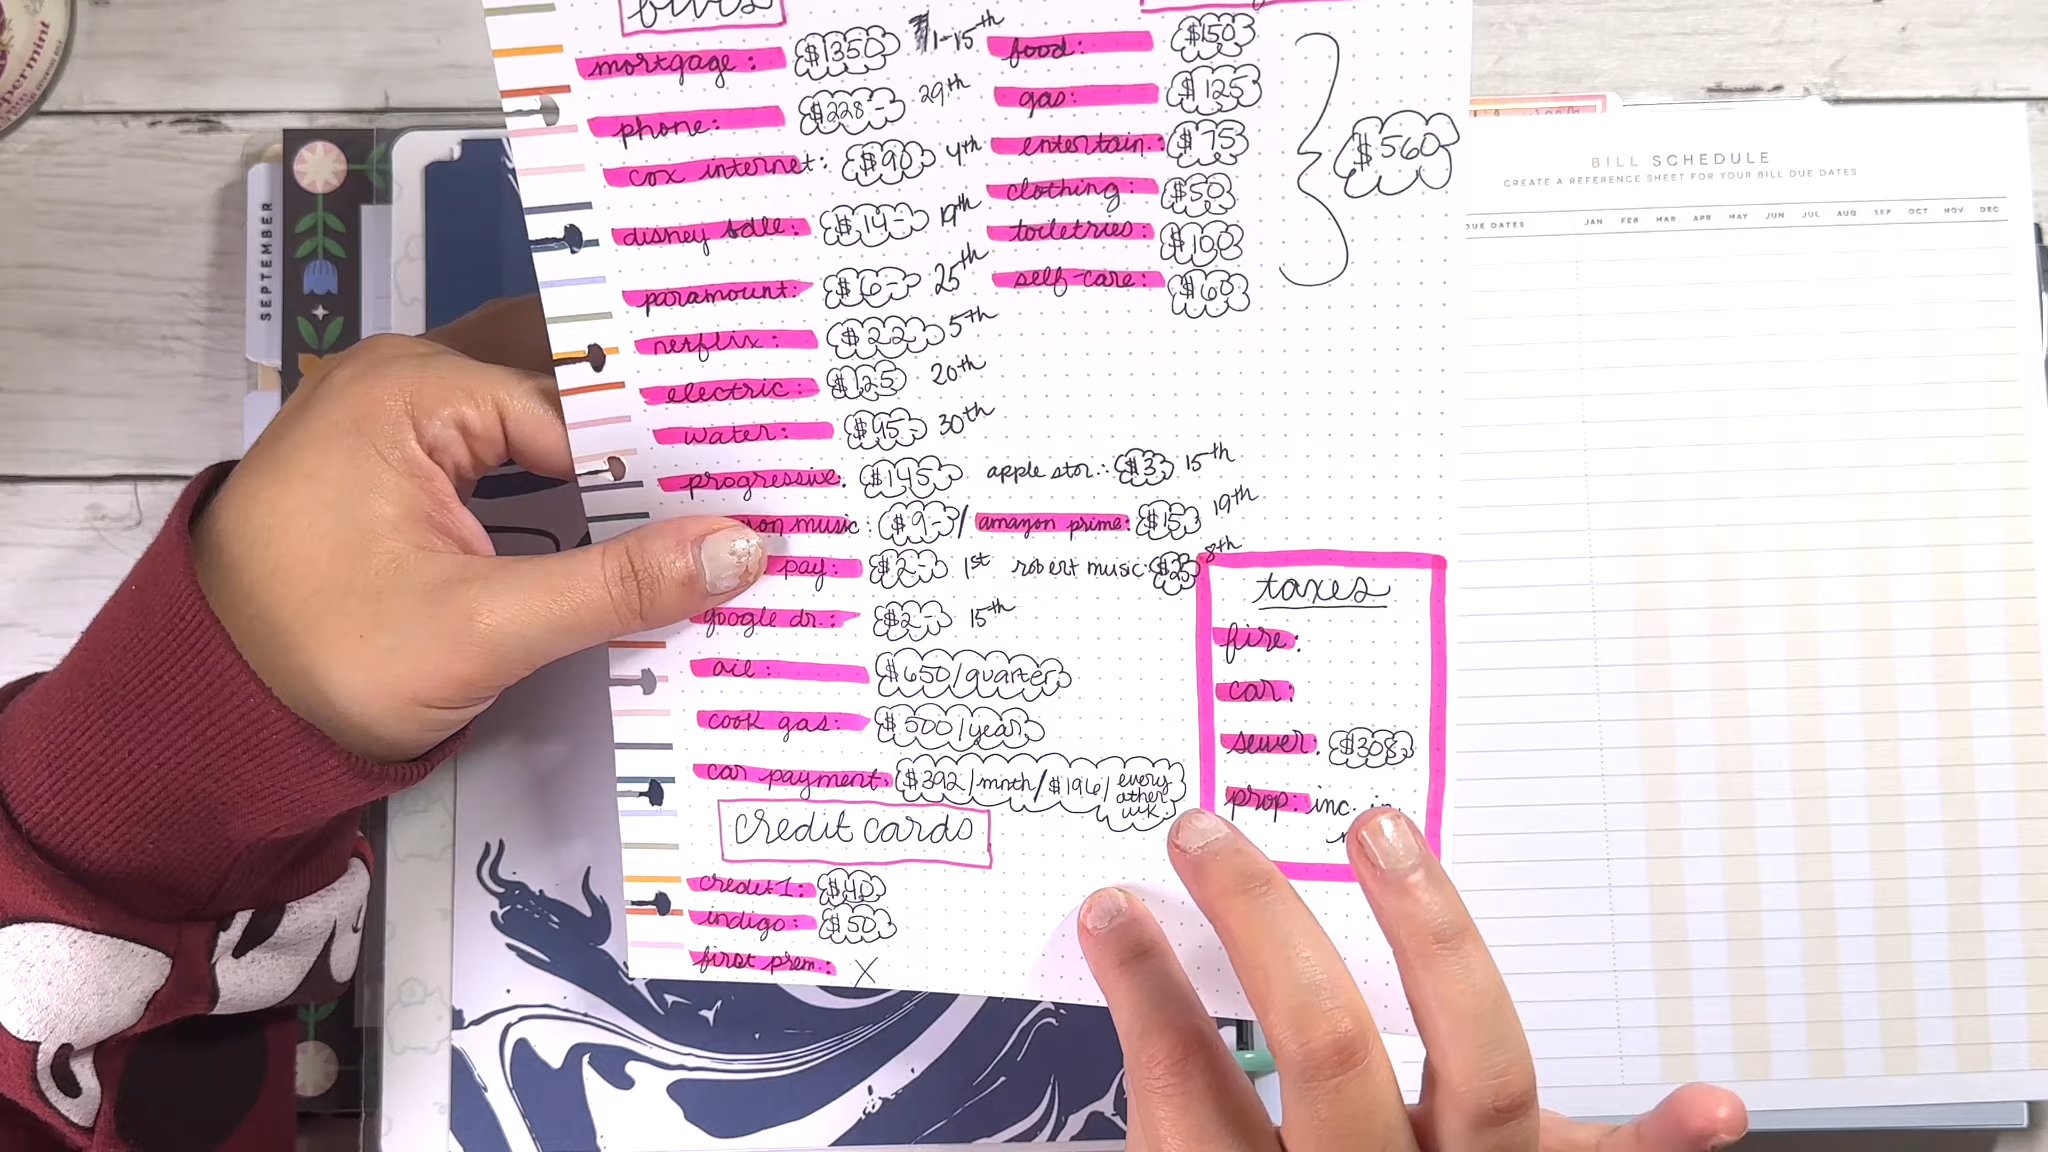 bills
mortgage: $1350 1-15th
phone: $228- 29th
cox internet: $90 4th
disney bdle: $14- 19th
paramount: $6- 25th
nerflix: $22 5th
electric: $125 20th
water: $95 30th
progressive: $145 apple stor.: $3 15th
on music: $9- / amazon prime: $15 19th
pay: $2- 1st robert music: 8th
google dr.: $2- 15th
oil: $650/quarter
cook gas: $500/year
car payment: $392/mnth/$196/every other wk.
credit cards
credit 1: $40
indigo: $50
first prem.: X
food: $150
gas: $125
entertain.: $75
clothing: $50
toiletries: $100
self-care: $60
$560
taxes
fire:
car:
sewer: $308
prop: inc. in
SEPTEMBER
BILL SCHEDULE
CREATE A REFERENCE SHEET FOR YOUR BILL DUE DATES
DUE DATES JAN FEB MAR APR MAY JUN JUL AUG SEP OCT NOV DEC